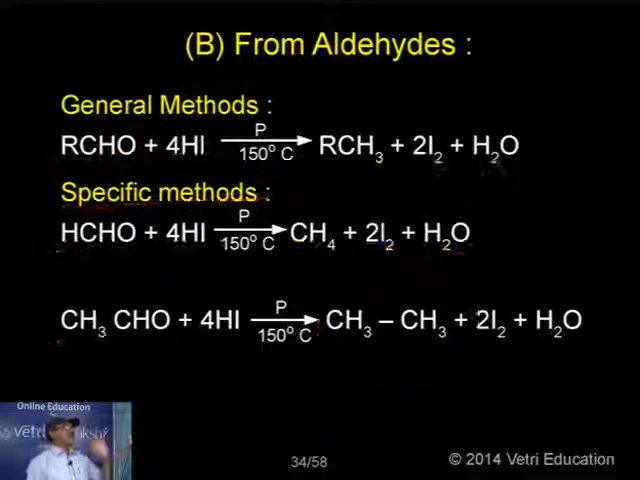 (B) From Aldehydes :
General Methods :
RCHO + 4HI P 150° C RCH3 + 2I2 + H2O
Specific methods :
HCHO + 4HI P 150° C CH4 + 2I2 + H2O
CH3 CHO + 4HI P 150° C CH3 – CH3 + 2I2 + H2O
Online Education
34/58
© 2014 Vetri Education